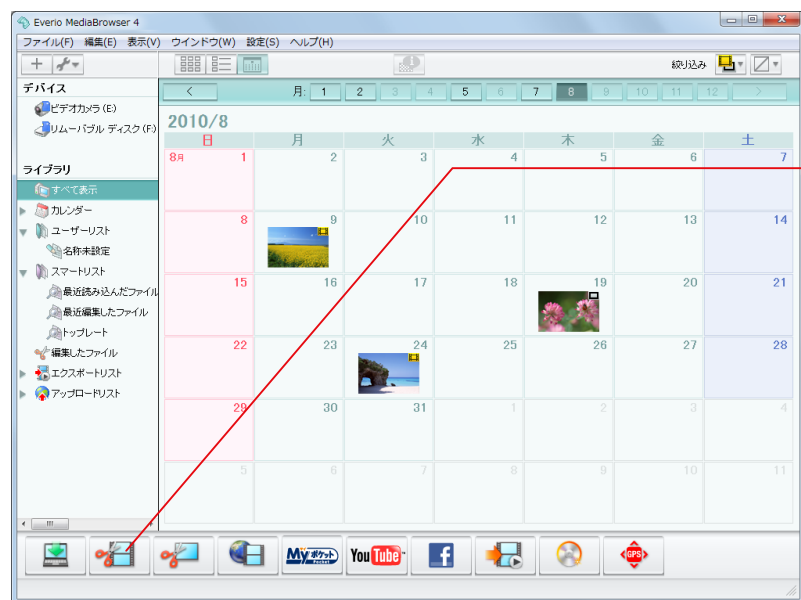 Everio MediaBrowser 4
ファイル(F) 編集(E) 表示(V) ウインドウ(W) 設定(S) ヘルプ(H)
絞り込み
デバイス
ビデオカメラ (E:)
リムーバブル ディスク (F:)
ライブラリ
すべて表示
カレンダー
ユーザーリスト
名称未設定
スマートリスト
最近読み込んだファイル
最近編集したファイル
トップレート
編集したファイル
エクスポートリスト
アップロードリスト
< 月: 1 2 3 4 5 6 7 8 9 10 11 12 >
2010/8
日 月 火 水 木 金 土
8月 1 2 3 4 5 6 7
8 9 10 11 12 13 14
15 16 17 18 19 20 21
22 23 24 25 26 27 28
29 30 31 1 2 3 4
5 6 7 8 9 10 11
Myポケット
Pocket
YouTube
f
GPS